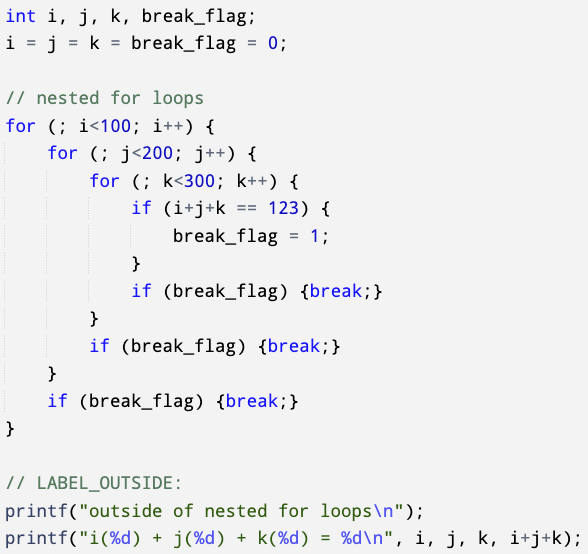 int i, j, k, break_flag;
i = j = k = break_flag = 0;

// nested for loops
for (; i<100; i++) {
    for (; j<200; j++) {
        for (; k<300; k++) {
            if (i+j+k == 123) {
                break_flag = 1;
            }
            if (break_flag) {break;}
        }
        if (break_flag) {break;}
    }
    if (break_flag) {break;}
}

// LABEL_OUTSIDE:
printf("outside of nested for loops\n");
printf("i(%d) + j(%d) + k(%d) = %d\n", i, j, k, i+j+k);